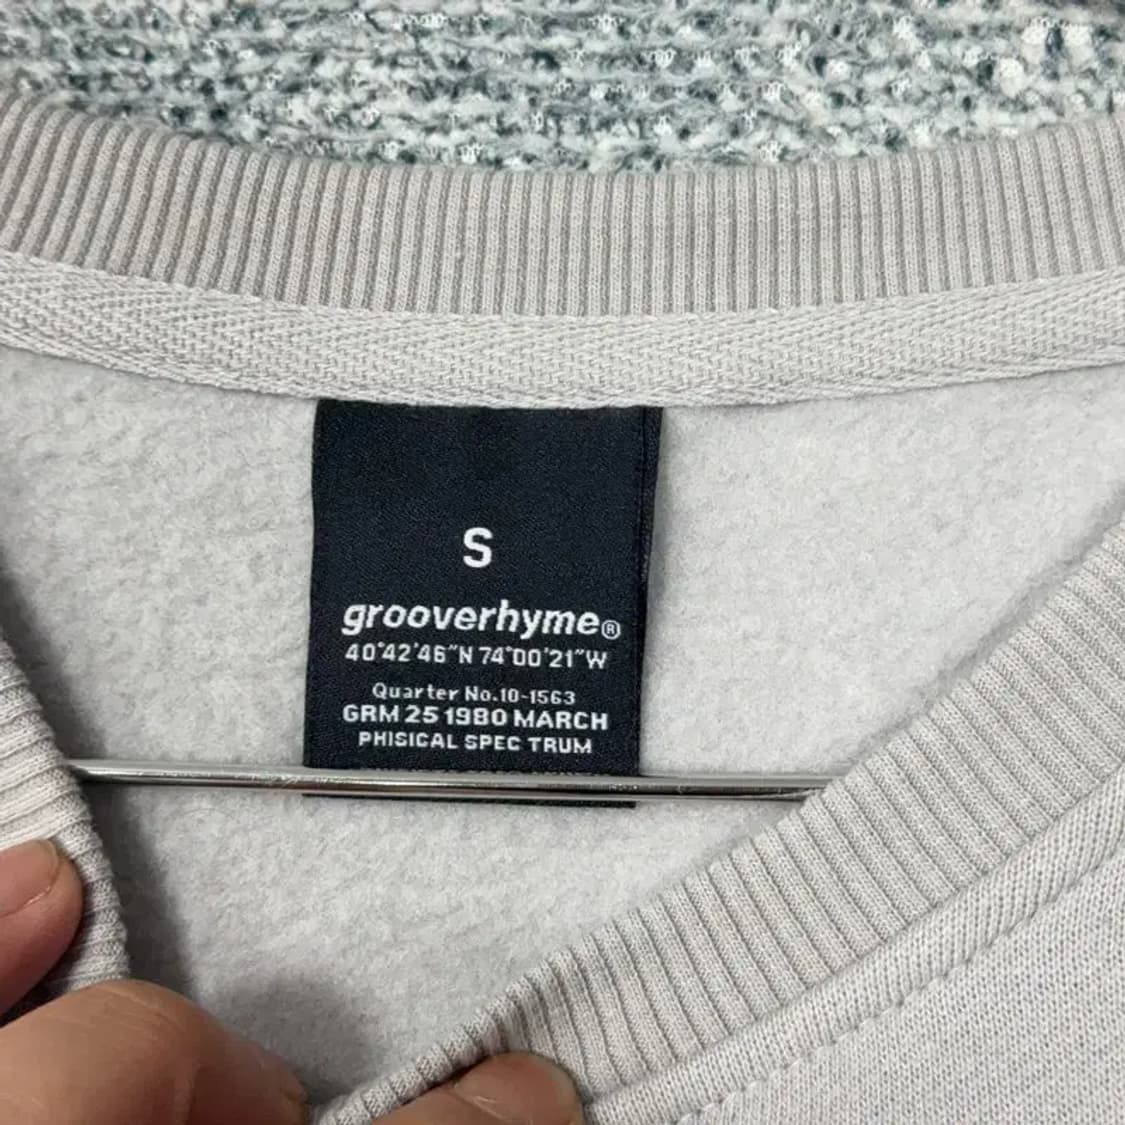 S
grooverhyme®
40°42'46"N 74°00'21"W
Quarter No.10-1563
GRM 25 1980 MARCH
PHISICAL SPEC TRUM